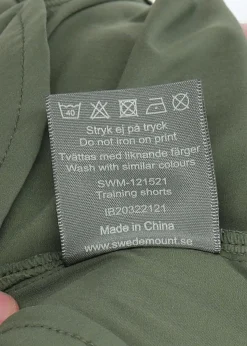 40
Stryk ej på tryck
Do not iron on print
Tvättas med liknande färger
Wash with similar colours
SWM-121521
Training shorts
IB20322121
Made in China
www.swedemount.se